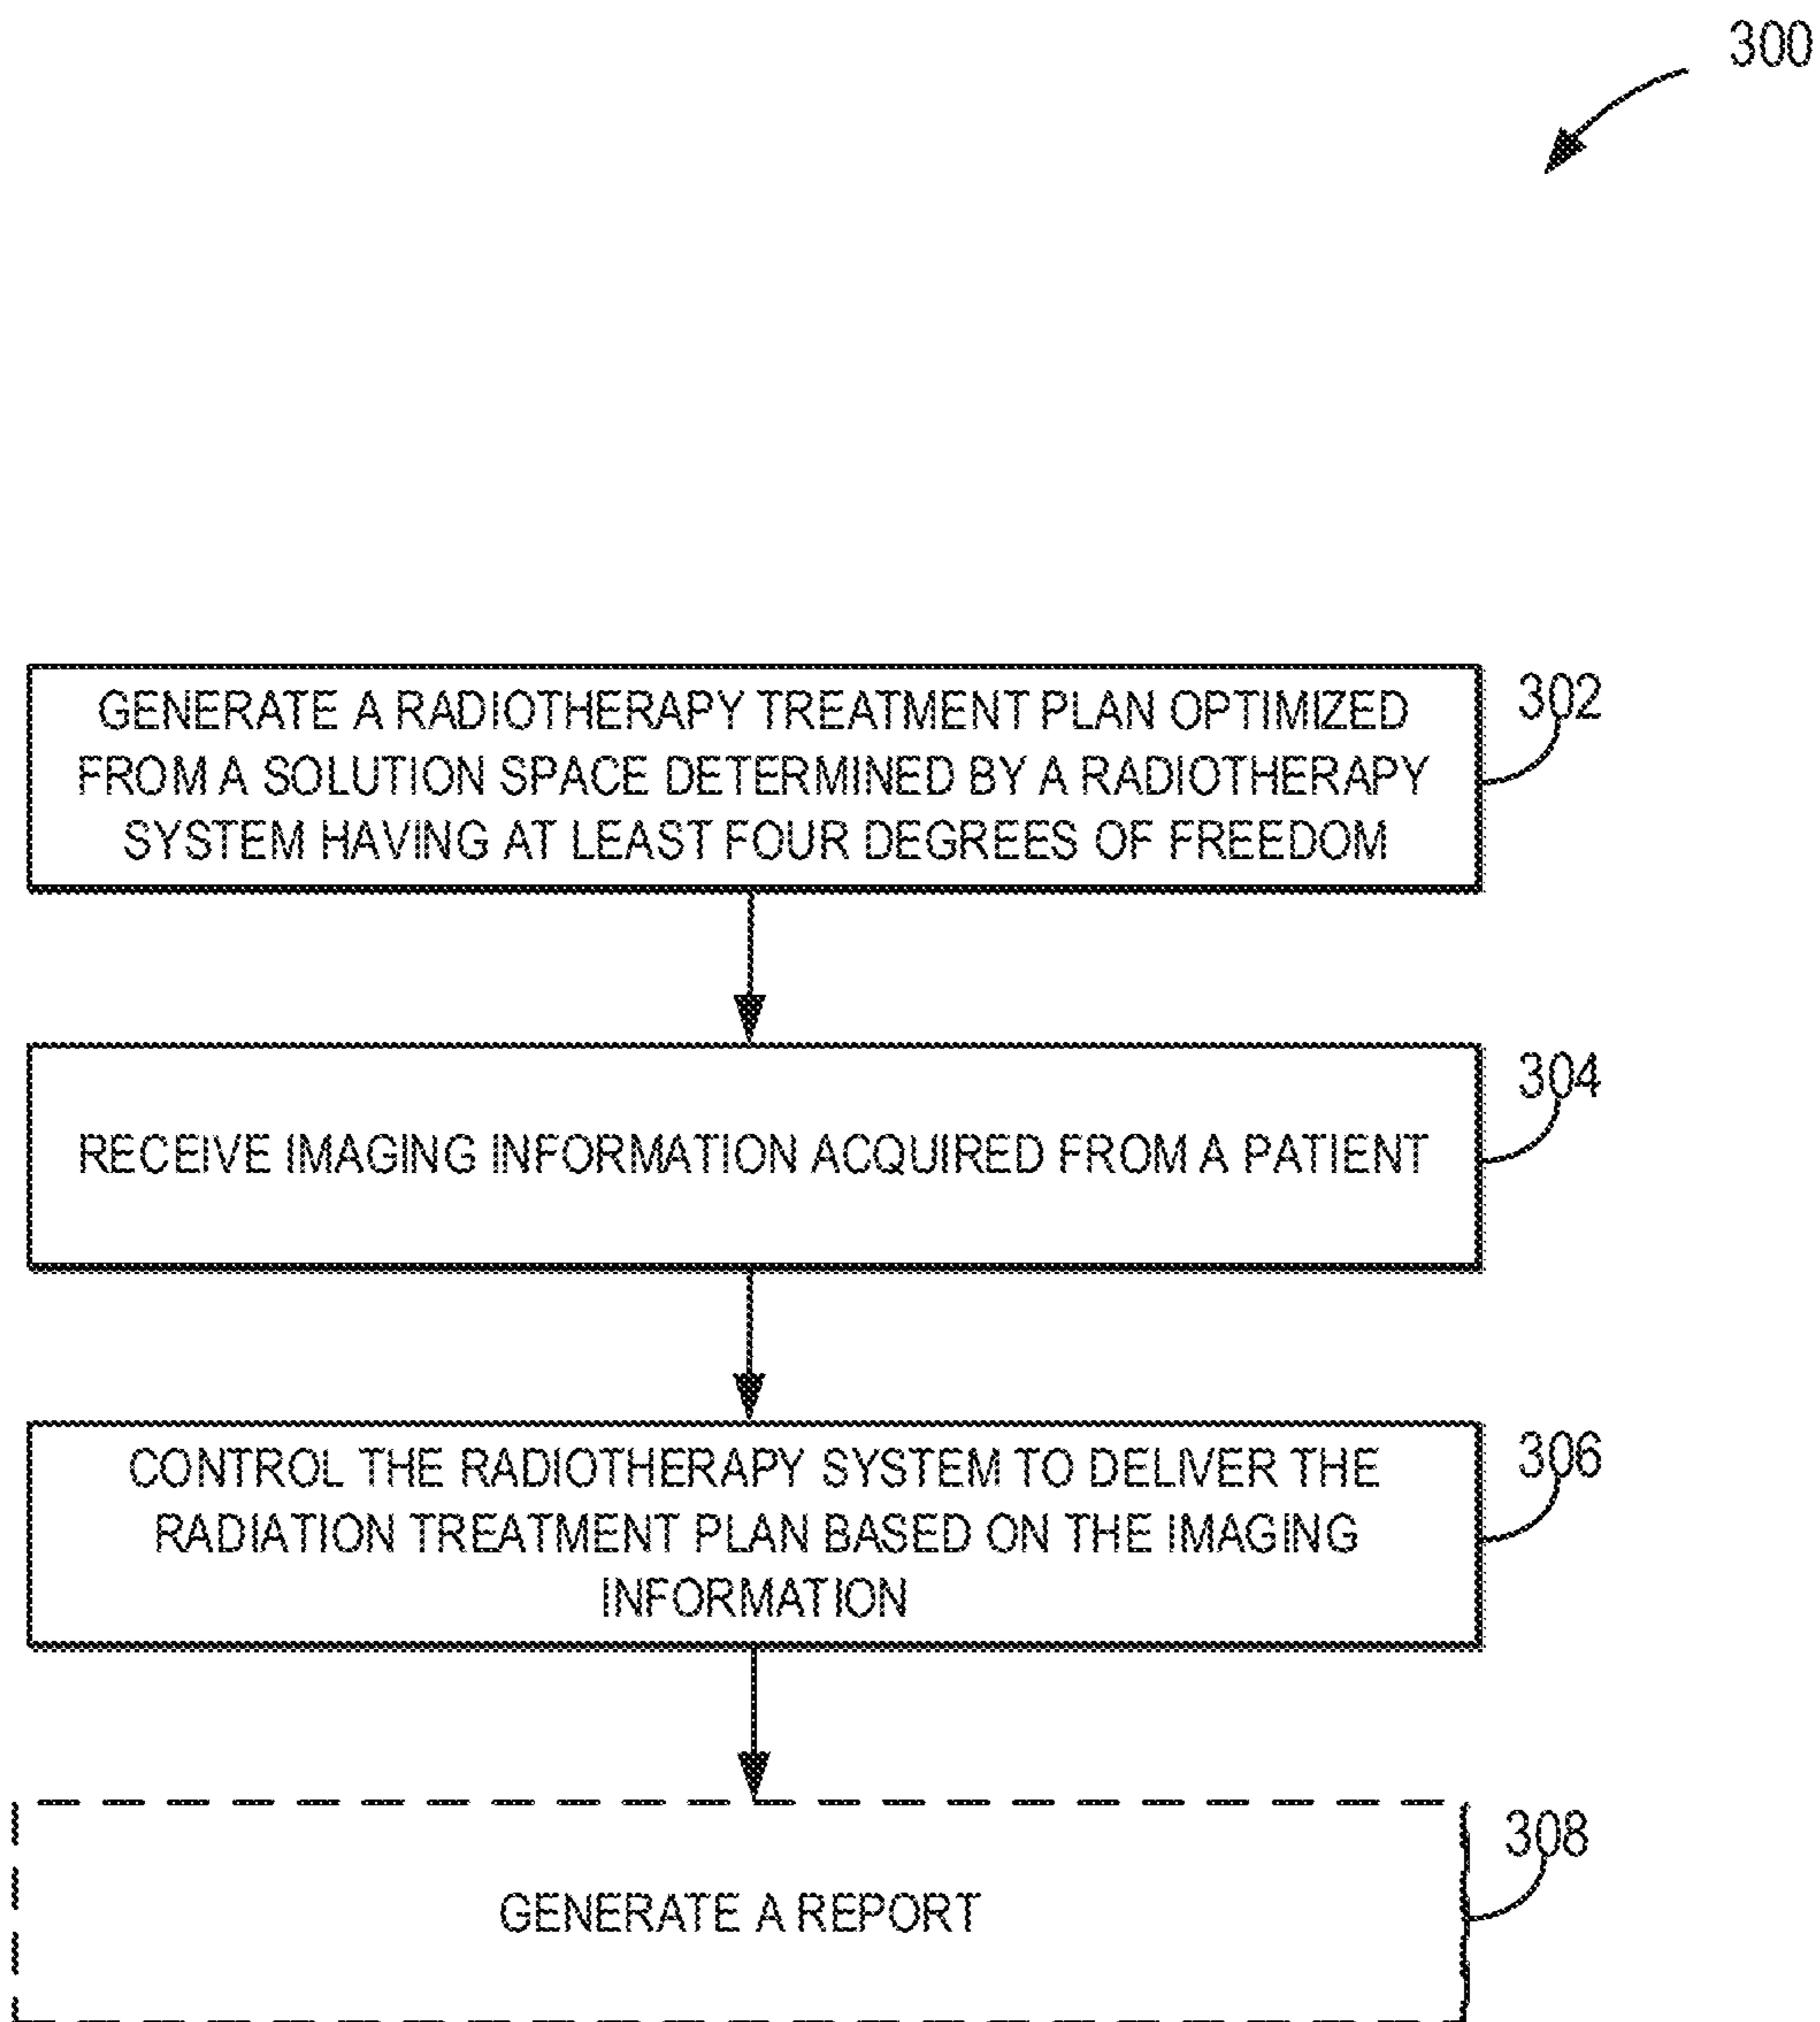 300
GENERATE A RADIOTHERAPY TREATMENT PLAN OPTIMIZED
FROM A SOLUTION SPACE DETERMINED BY A RADIOTHERAPY
SYSTEM HAVING AT LEAST FOUR DEGREES OF FREEDOM
302
RECEIVE IMAGING INFORMATION ACQUIRED FROM A PATIENT
304
CONTROL THE RADIOTHERAPY SYSTEM TO DELIVER THE
RADIATION TREATMENT PLAN BASED ON THE IMAGING
INFORMATION
306
GENERATE A REPORT
308